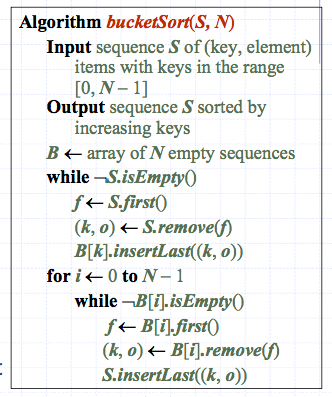 Algorithm bucketSort(S, N)
Input sequence S of (key, element)
items with keys in the range
[0, N − 1]
Output sequence S sorted by
increasing keys
B ← array of N empty sequences
while ¬S.isEmpty()
f ← S.first()
(k, o) ← S.remove(f)
B[k].insertLast((k, o))
for i ← 0 to N − 1
while ¬B[i].isEmpty()
f ← B[i].first()
(k, o) ← B[i].remove(f)
S.insertLast((k, o))